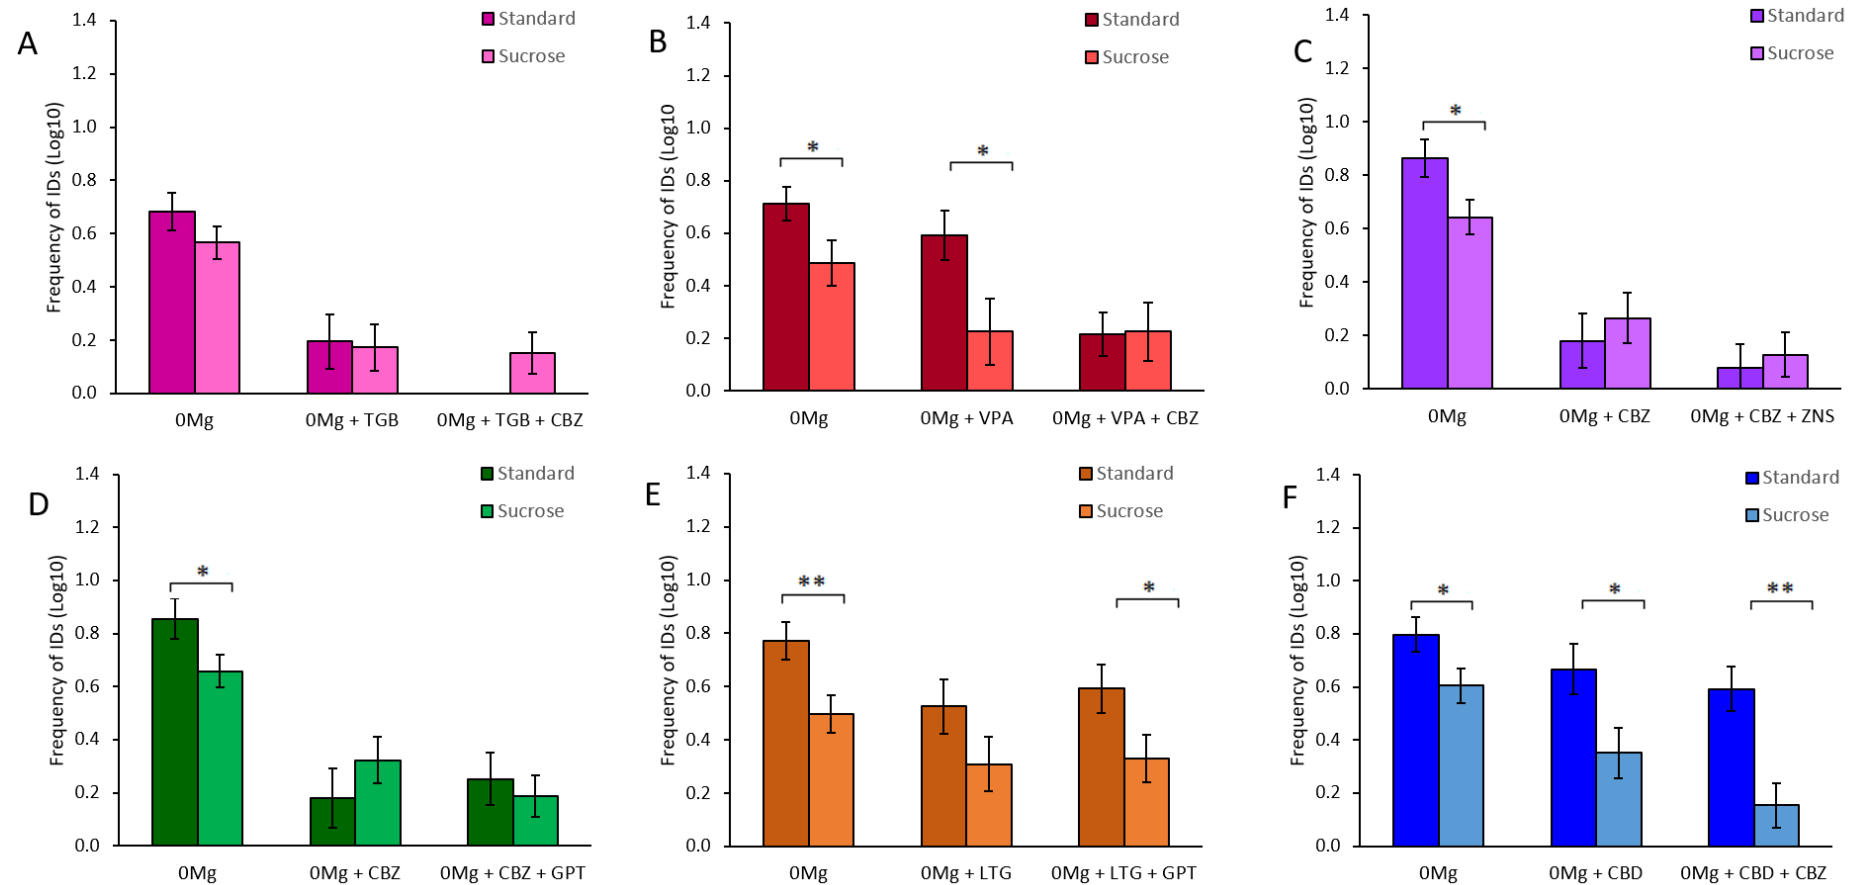 A
Standard
Sucrose
Frequency of IDs (Log10)
1.4
1.2
1.0
0.8
0.6
0.4
0.2
0.0
0Mg
0Mg + TGB
0Mg + TGB + CBZ
B
Standard
Sucrose
Frequency of IDs (Log10
1.4
1.2
1.0
0.8
0.6
0.4
0.2
0.0
*
*
0Mg
0Mg + VPA
0Mg + VPA + CBZ
C
Standard
Sucrose
Frequency of IDs (Log10)
1.4
1.2
1.0
0.8
0.6
0.4
0.2
0.0
*
0Mg
0Mg + CBZ
0Mg + CBZ + ZNS
D
Standard
Sucrose
Frequency of IDs (Log10)
1.4
1.2
1.0
0.8
0.6
0.4
0.2
0.0
*
0Mg
0Mg + CBZ
0Mg + CBZ + GPT
E
Standard
Sucrose
Frequency of IDs (Log10)
1.4
1.2
1.0
0.8
0.6
0.4
0.2
0.0
**
*
0Mg
0Mg + LTG
0Mg + LTG + GPT
F
Standard
Sucrose
Frequency of IDs (Log10)
1.4
1.2
1.0
0.8
0.6
0.4
0.2
0.0
*
*
**
0Mg
0Mg + CBD
0Mg + CBD + CBZ